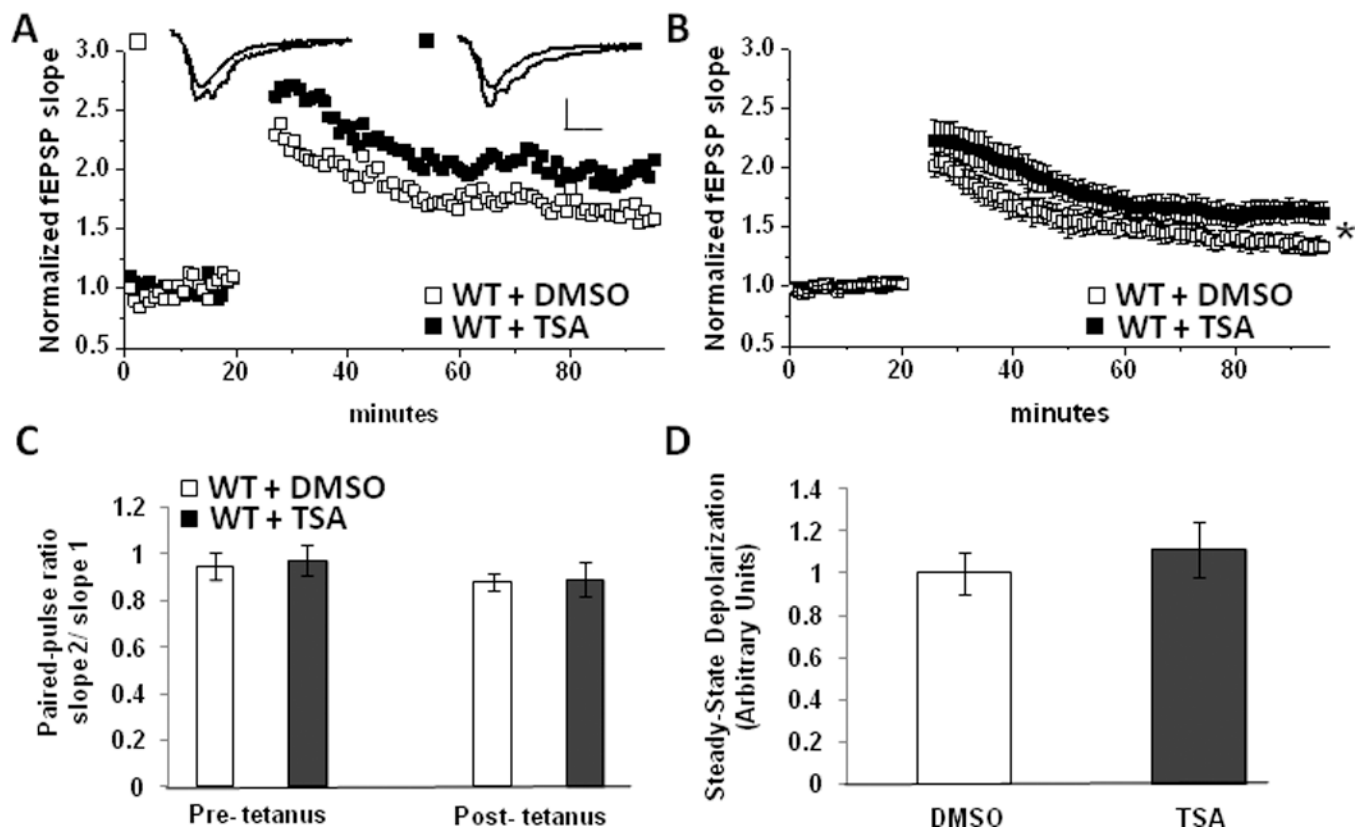 A
Normalized fEPSP slope
3.0
2.5
2.0
1.5
1.0
0.5
□ WT + DMSO
■ WT + TSA
0 20 40 60 80
minutes
B
Normalized fEPSP slope
3.0
2.5
2.0
1.5
1.0
0.5
*
□ WT + DMSO
■ WT + TSA
0 20 40 60 80
minutes
C
□ WT + DMSO
■ WT + TSA
Paired-pulse ratio
slope 2/ slope 1
1.2
1
0.8
0.6
0.4
0.2
0
Pre- tetanus Post- tetanus
D
Steady-State Depolarization
(Arbitrary Units)
1.4
1.2
1
0.8
0.6
0.4
0.2
0
DMSO TSA